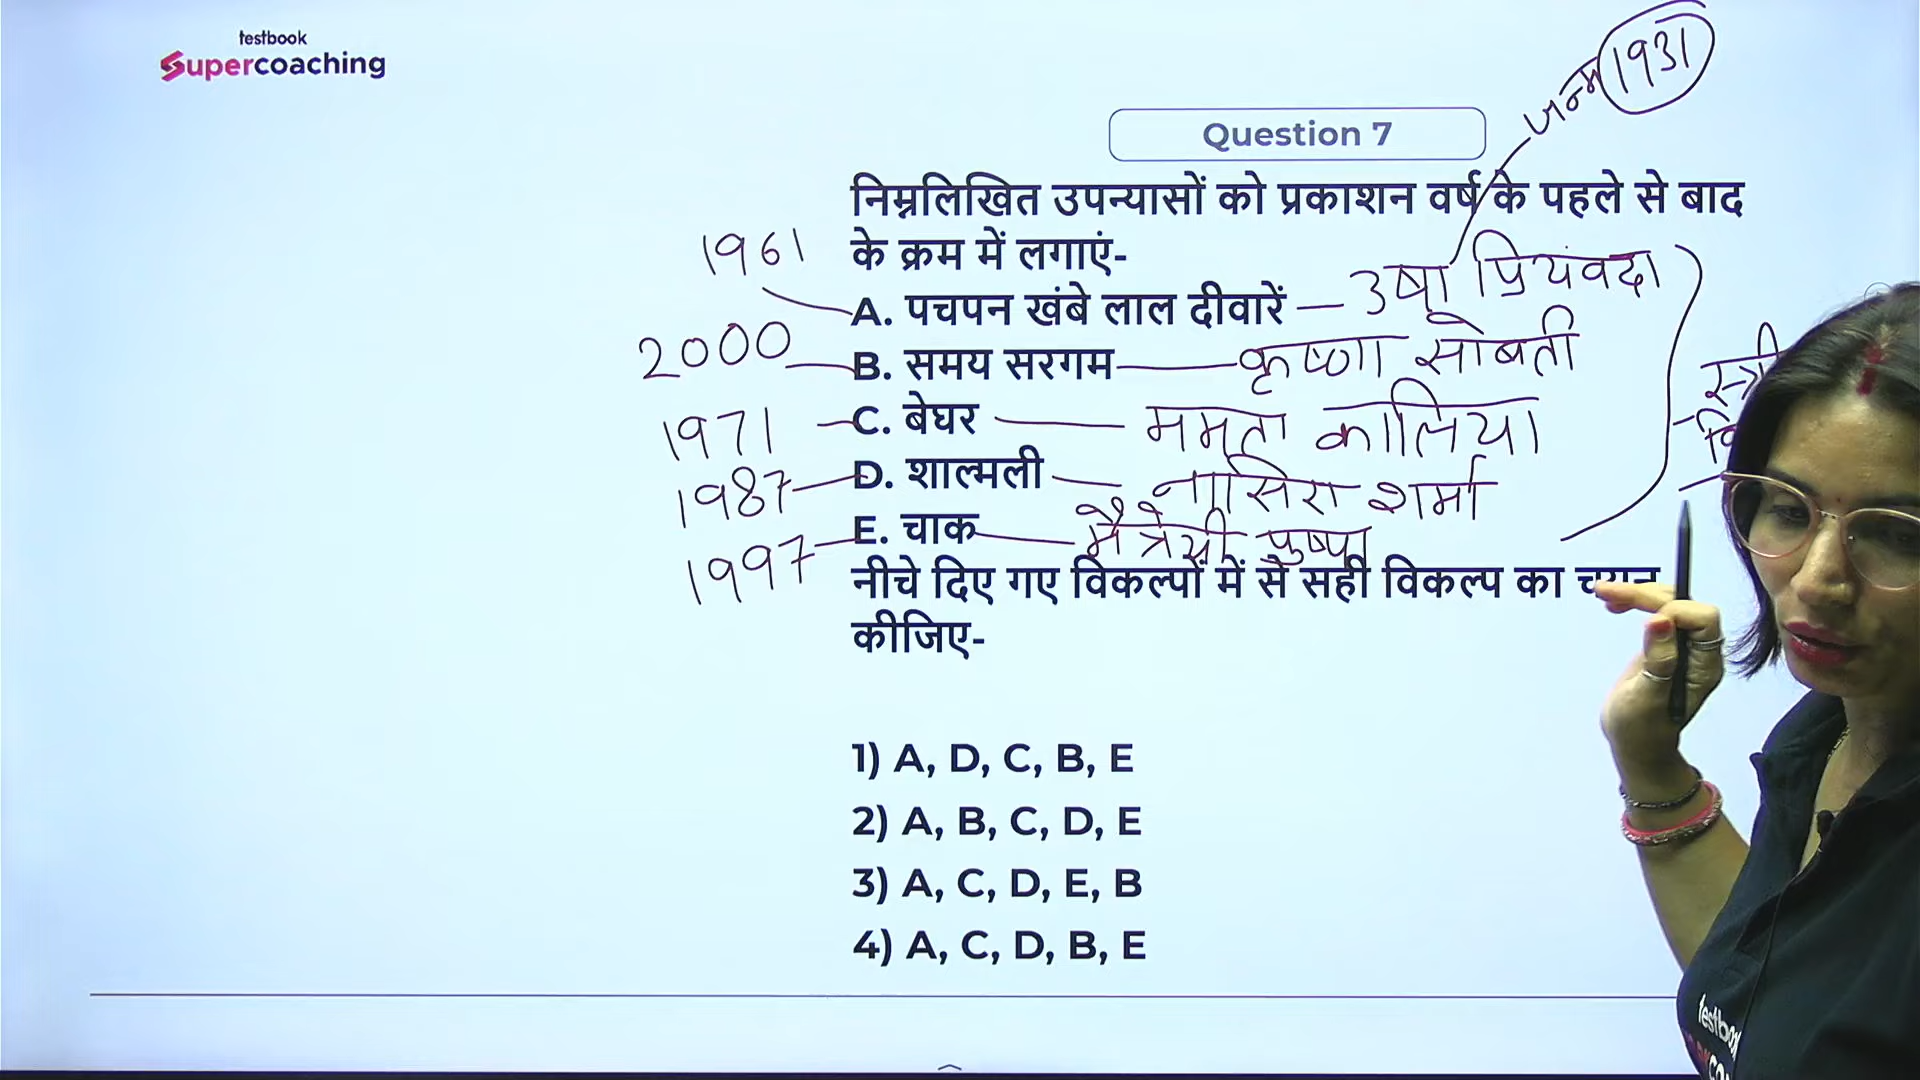 testbook
Supercoaching
जन्म 1931
Question 7
निम्नलिखित उपन्यासों को प्रकाशन वर्ष के पहले से बाद
के क्रम में लगाएं-
1961
A. पचपन खंबे लाल दीवारें – उषा प्रियंवदा
2000 B. समय सरगम – कृष्णा सोबती
स्त्री
1971 C. बेघर – ममता कालिया
1987 D. शाल्मली – नासिरा शर्मा
1997 E. चाक – मैत्रेयी पुष्पा
नीचे दिए गए विकल्पों में से सही विकल्प का चयन
कीजिए-
1) A, D, C, B, E
2) A, B, C, D, E
3) A, C, D, E, B
4) A, C, D, B, E
testbook